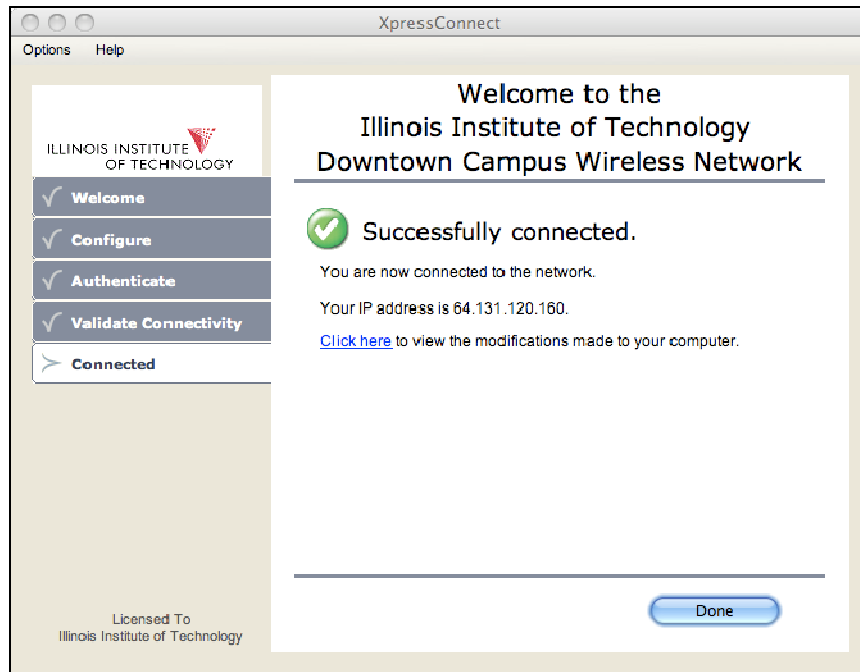 XpressConnect
Options Help
ILLINOIS INSTITUTE
OF TECHNOLOGY
Welcome
Configure
Authenticate
Validate Connectivity
Connected
Licensed To
Illinois Institute of Technology
Welcome to the
Illinois Institute of Technology
Downtown Campus Wireless Network
Successfully connected.
You are now connected to the network.
Your IP address is 64.131.120.160.
Click here to view the modifications made to your computer.
Done